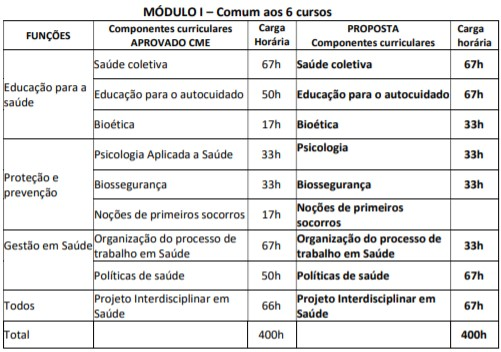 MÓDULO I – Comum aos 6 cursos
FUNÇÕES
Componentes curriculares
APROVADO CME
Carga
Horária
PROPOSTA
Componentes curriculares
Carga
horária
Educação para a
saúde
Saúde coletiva
67h
Saúde coletiva
67h
Educação para o autocuidado
50h
Educação para o autocuidado
67h
Bioética
17h
Bioética
33h
Proteção e
prevenção
Psicologia Aplicada a Saúde
33h
Psicologia
33h
Biossegurança
33h
Biossegurança
33h
Noções de primeiros socorros
17h
Noções de primeiros
socorros
Gestão em Saúde
Organização do processo de
trabalho em Saúde
67h
Organização do processo de
trabalho em Saúde
33h
Políticas de saúde
50h
Políticas de saúde
67h
Todos
Projeto Interdisciplinar em
Saúde
66h
Projeto Interdisciplinar em
Saúde
67h
Total
400h
400h